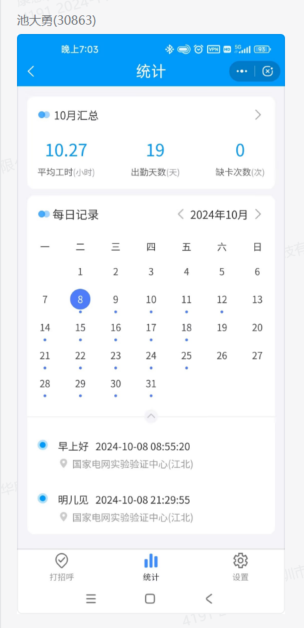 池大勇(30863)
晚上7:03
统计
10月汇总
10.27 19 0
平均工时(小时) 出勤天数(天) 缺卡次数(次)
每日记录 2024年10月
一 二 三 四 五 六 日
1 2 3 4 5 6
7 8 9 10 11 12 13
14 15 16 17 18 19 20
21 22 23 24 25 26 27
28 29 30 31
早上好 2024-10-08 08:55:20
国家电网实验验证中心(江北)
明儿见 2024-10-08 21:29:55
国家电网实验验证中心(江北)
打招呼 统计 设置